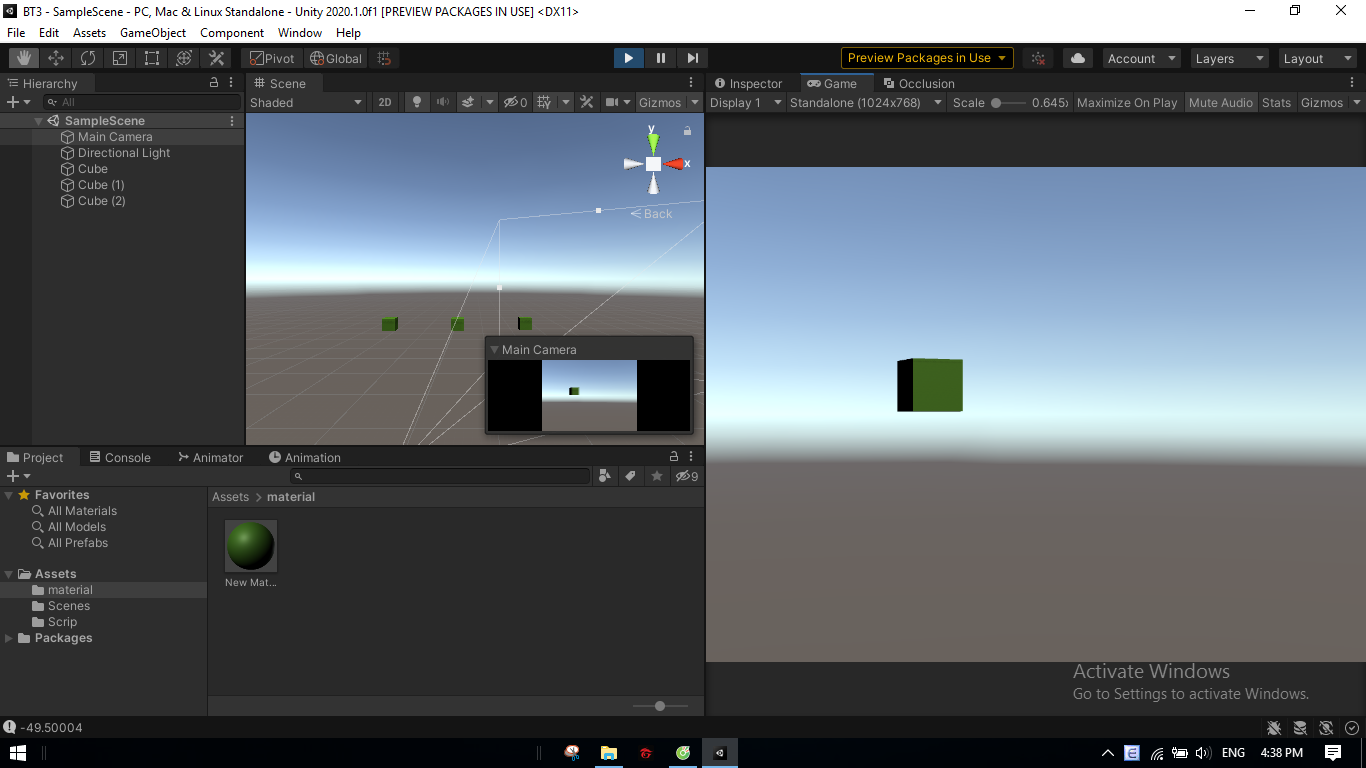 BT3 - SampleScene - PC, Mac & Linux Standalone - Unity 2020.1.0f1 [PREVIEW PACKAGES IN USE] <DX11>
File Edit Assets GameObject Component Window Help
Pivot Global Preview Packages in Use Account Layers Layout
Hierarchy
All
SampleScene
Main Camera
Directional Light
Cube
Cube (1)
Cube (2)
Scene
Shaded 2D 0 Gizmos
y
x
Back
Main Camera
Inspector Game Occlusion
Display 1 Standalone (1024x768) Scale 0.645x Maximize On Play Mute Audio Stats Gizmos
Project Console Animator Animation
9
Favorites
All Materials
All Models
All Prefabs
Assets
material
Scenes
Scrip
Packages
Assets > material
New Mat...
Activate Windows
Go to Settings to activate Windows.
-49.50004
ENG 4:38 PM